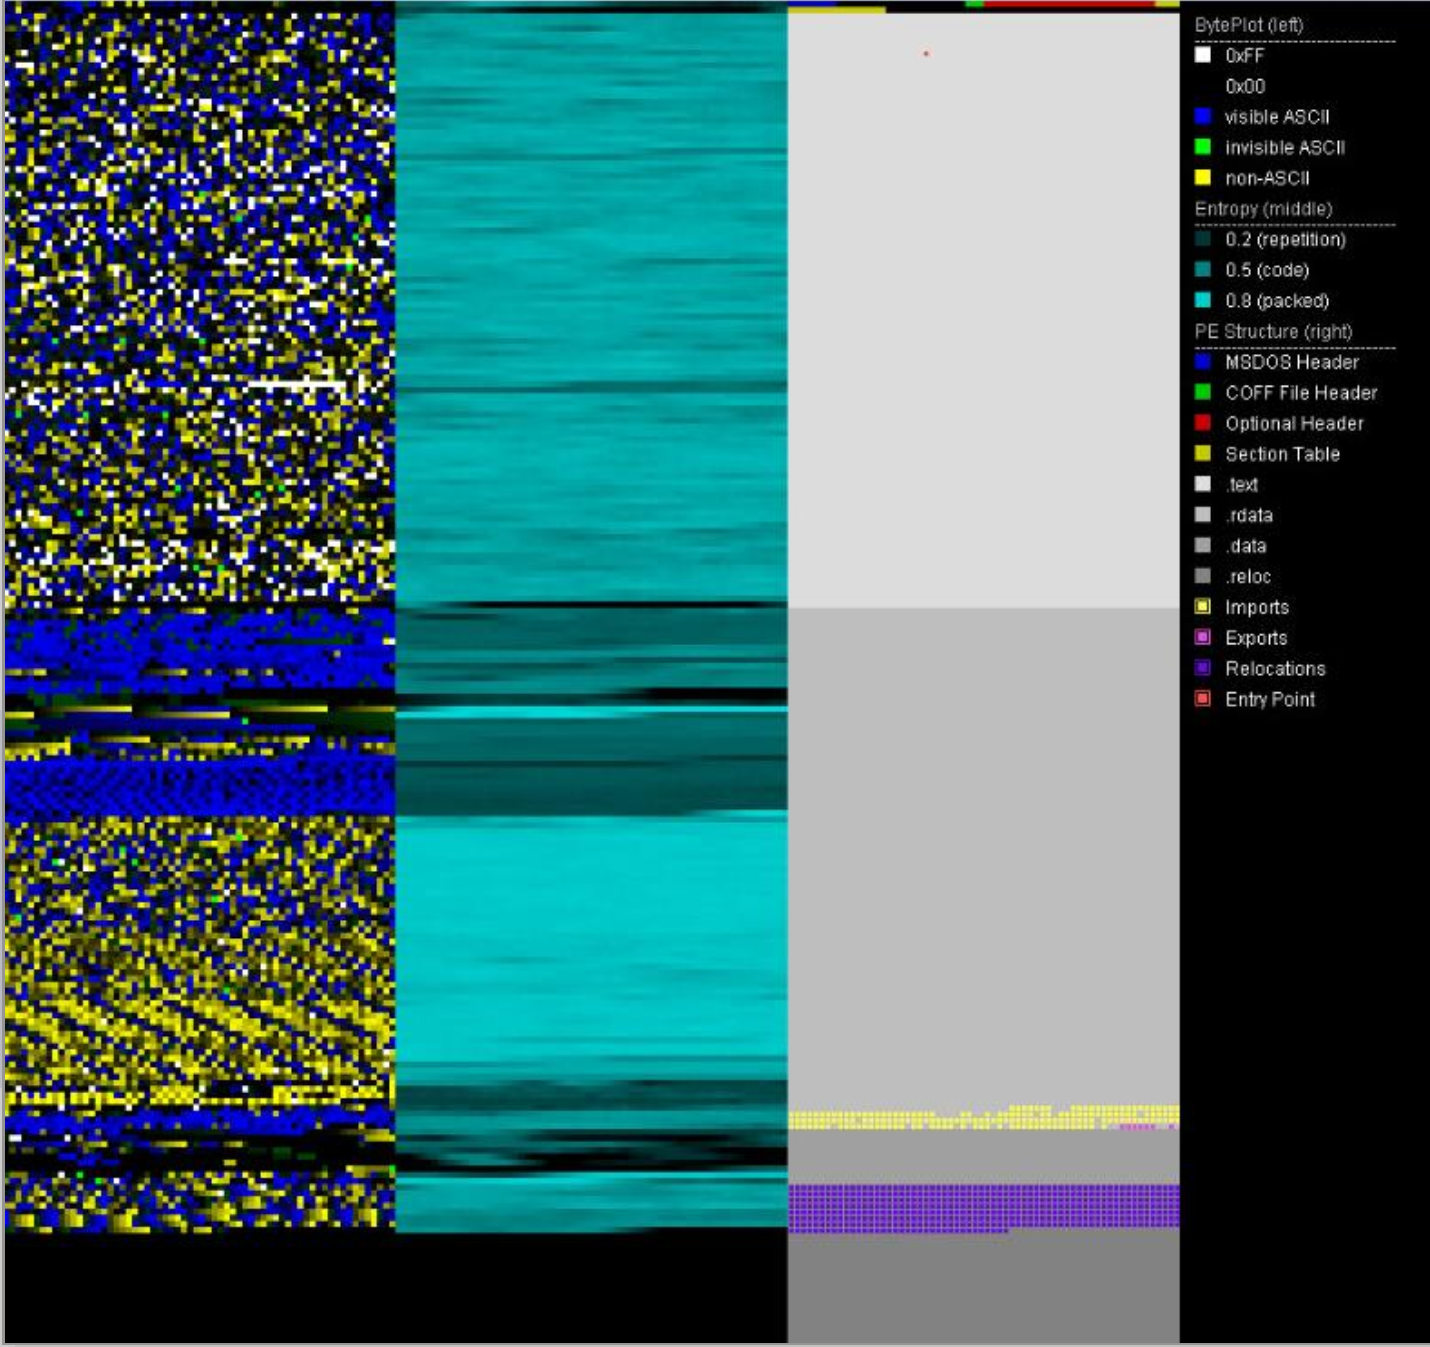 BytePlot (left)
0xFF
0x00
visible ASCII
invisible ASCII
non-ASCII
Entropy (middle)
0.2 (repetition)
0.5 (code)
0.8 (packed)
PE Structure (right)
MSDOS Header
COFF File Header
Optional Header
Section Table
.text
.rdata
.data
.reloc
Imports
Exports
Relocations
Entry Point